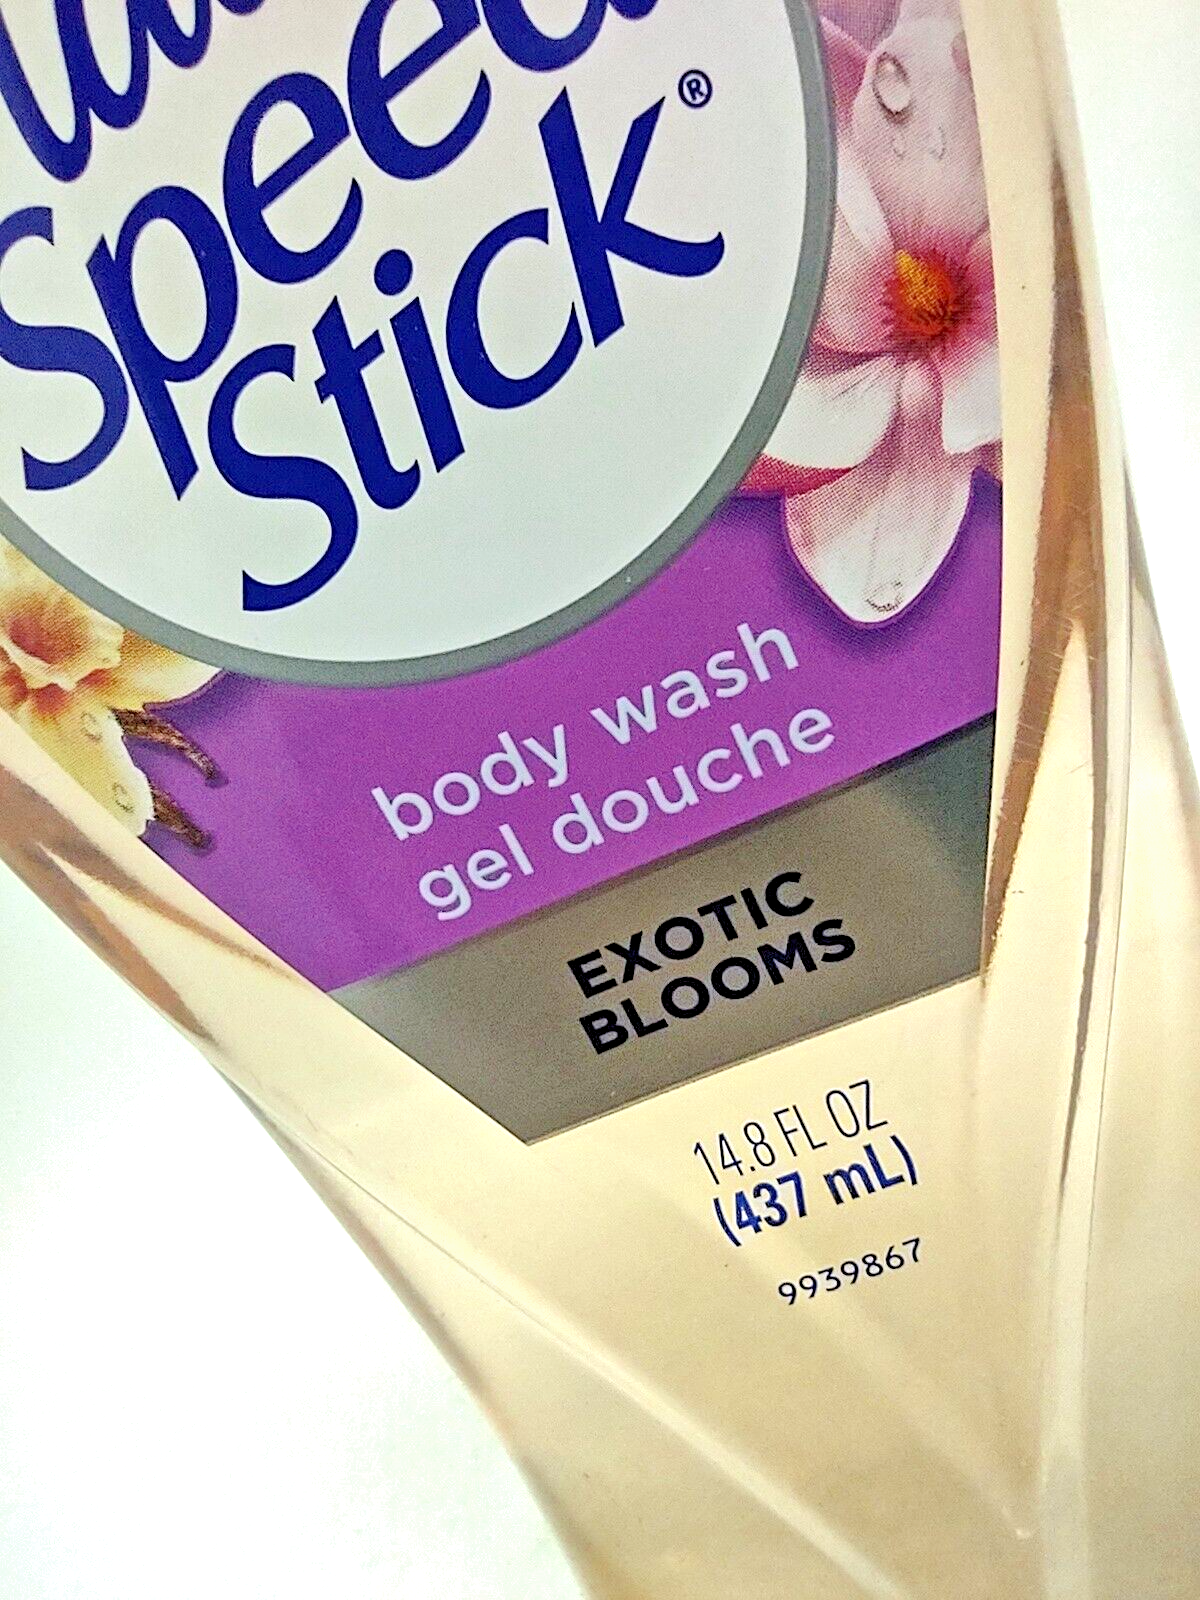 Speed
Stick®
body wash
gel douche
EXOTIC
BLOOMS
14.8 FL OZ
(437 mL)
9939867